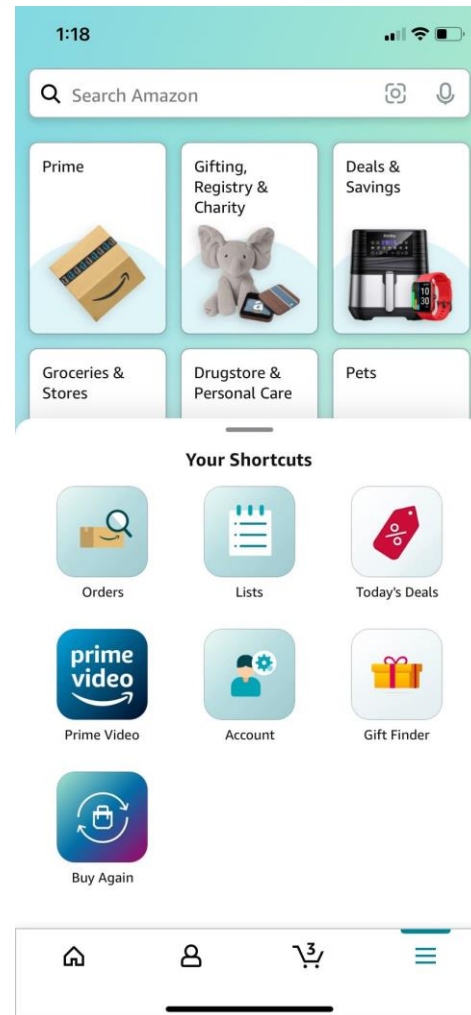 1:18
Search Amazon
Prime
Gifting,
Registry &
Charity
Deals &
Savings
Groceries &
Stores
Drugstore &
Personal Care
Pets
Your Shortcuts
Orders
Lists
%
Today's Deals
prime
video
Prime Video
Account
Gift Finder
Buy Again
3